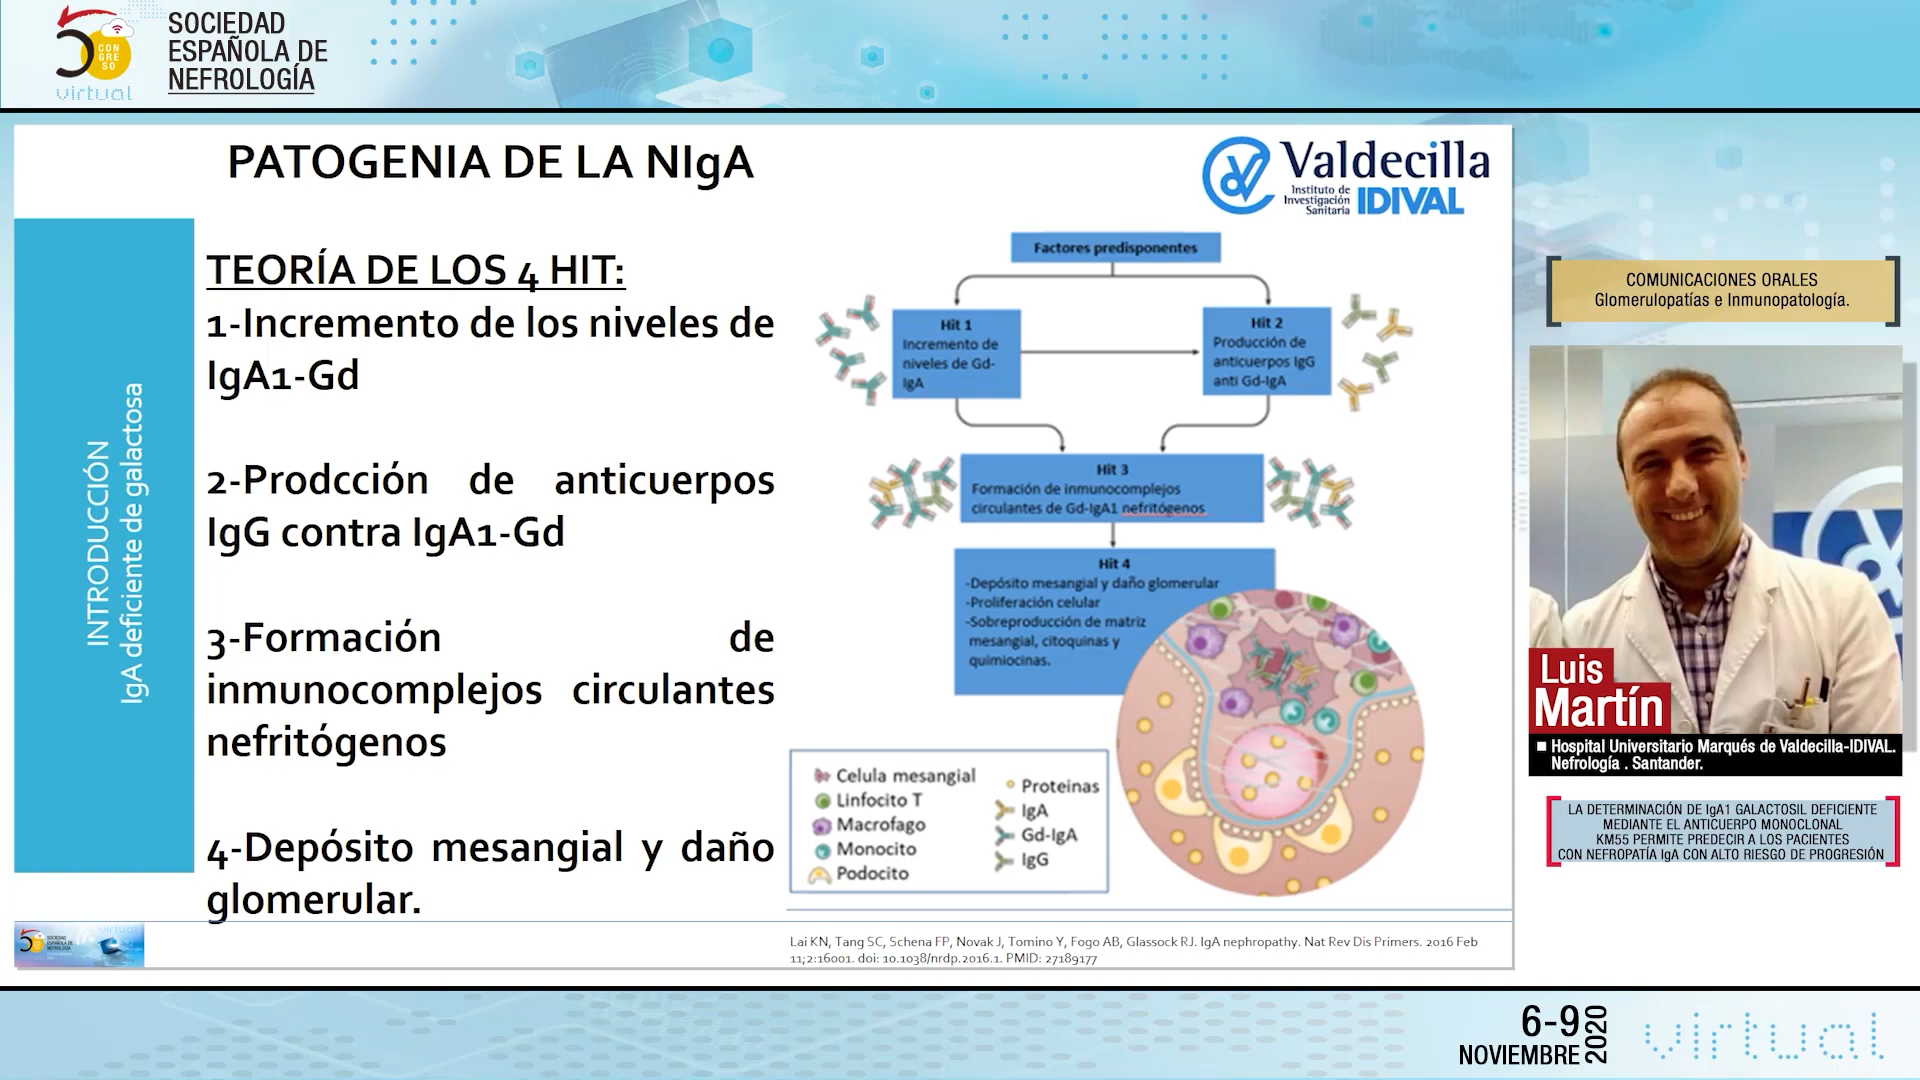 CON
GRE
SO
virtual
SOCIEDAD
ESPAÑOLA DE
NEFROLOGÍA
PATOGENIA DE LA NIgA
Valdecilla
Instituto de
Investigación
Sanitaria
IDIVAL
INTRODUCCIÓN
IgA deficiente de galactosa
TEORÍA DE LOS 4 HIT:
1-Incremento de los niveles de
IgA1-Gd
2-Prodcción de anticuerpos
IgG contra IgA1-Gd
3-Formación de
inmunocomplejos circulantes
nefritógenos
4-Depósito mesangial y daño
glomerular.
Factores predisponentes
Hit 1
Incremento de
niveles de Gd-
IgA
Hit 2
Producción de
anticuerpos IgG
anti Gd-IgA
Hit 3
Formación de inmunocomplejos
circulantes de Gd-IgA1 nefritógenos
Hit 4
-Depósito mesangial y daño glomerular
-Proliferación celular
-Sobreproducción de matriz
mesangial, citoquinas y
quimiocinas.
Celula mesangial
Linfocito T
Macrofago
Monocito
Podocito
Proteinas
IgA
Gd-IgA
IgG
Lai KN, Tang SC, Schena FP, Novak J, Tomino Y, Fogo AB, Glassock RJ. IgA nephropathy. Nat Rev Dis Primers. 2016 Feb
11;2:16001. doi: 10.1038/nrdp.2016.1. PMID: 27189177
SOCIEDAD
ESPAÑOLA DE
NEFROLOGÍA
virtual
COMUNICACIONES ORALES
Glomerulopatías e Inmunopatología.
Luis
Martín
■ Hospital Universitario Marqués de Valdecilla-IDIVAL.
Nefrología . Santander.
LA DETERMINACIÓN DE IgA1 GALACTOSIL DEFICIENTE
MEDIANTE EL ANTICUERPO MONOCLONAL
KM55 PERMITE PREDECIR A LOS PACIENTES
CON NEFROPATÍA IgA CON ALTO RIESGO DE PROGRESIÓN
6-9
NOVIEMBRE
2020
virtual